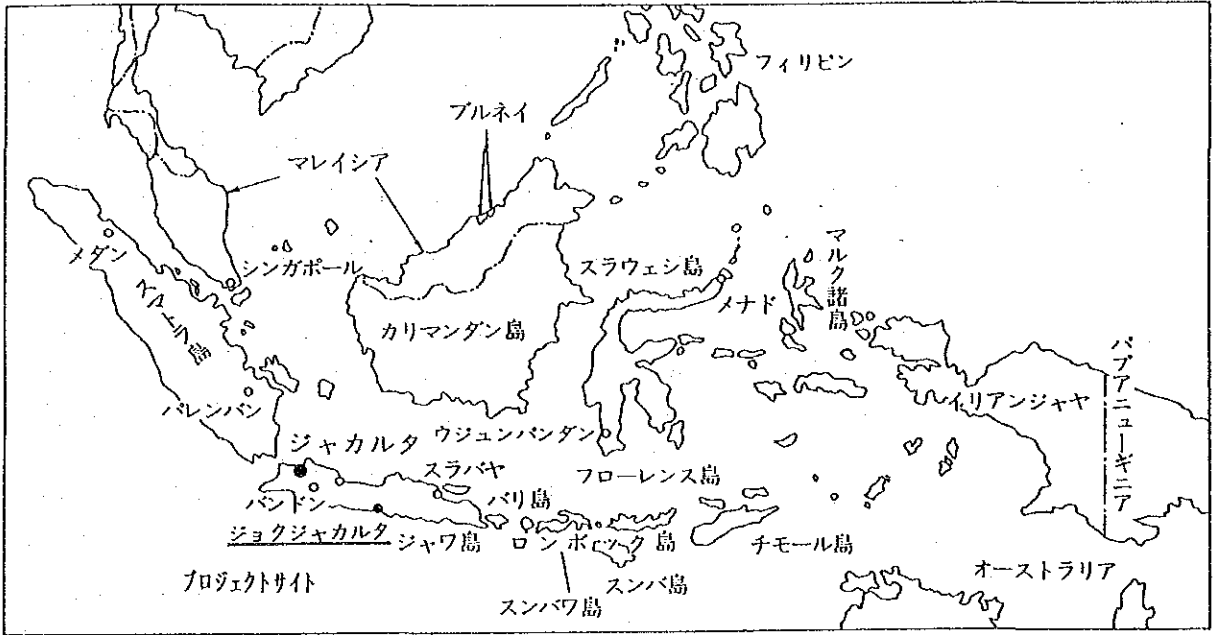 フィリピン
ブルネイ
マレイシア
メダン
シンガポール
スマトラ島
スラウェシ島
マルク諸島
メナド
カリマンダン島
パプアニューギニア
イリアンジャヤ
パレンバン
ウジュンパンダン
ジャカルタ
スラバヤ
フローレンス島
バンドン
バリ島
ジョクジャカルタ
ジャワ島
ロンボック島
チモール島
プロジェクトサイト
スンバ島
オーストラリア
スンバワ島